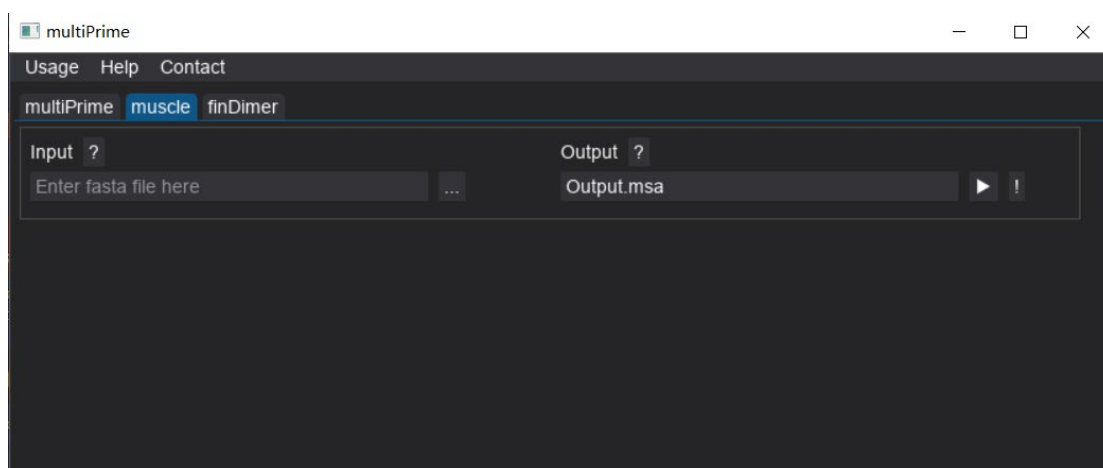 multiPrime
Usage Help Contact
multiPrime muscle finDimer
Input ? Output ?
Enter fasta file here ... Output.msa !